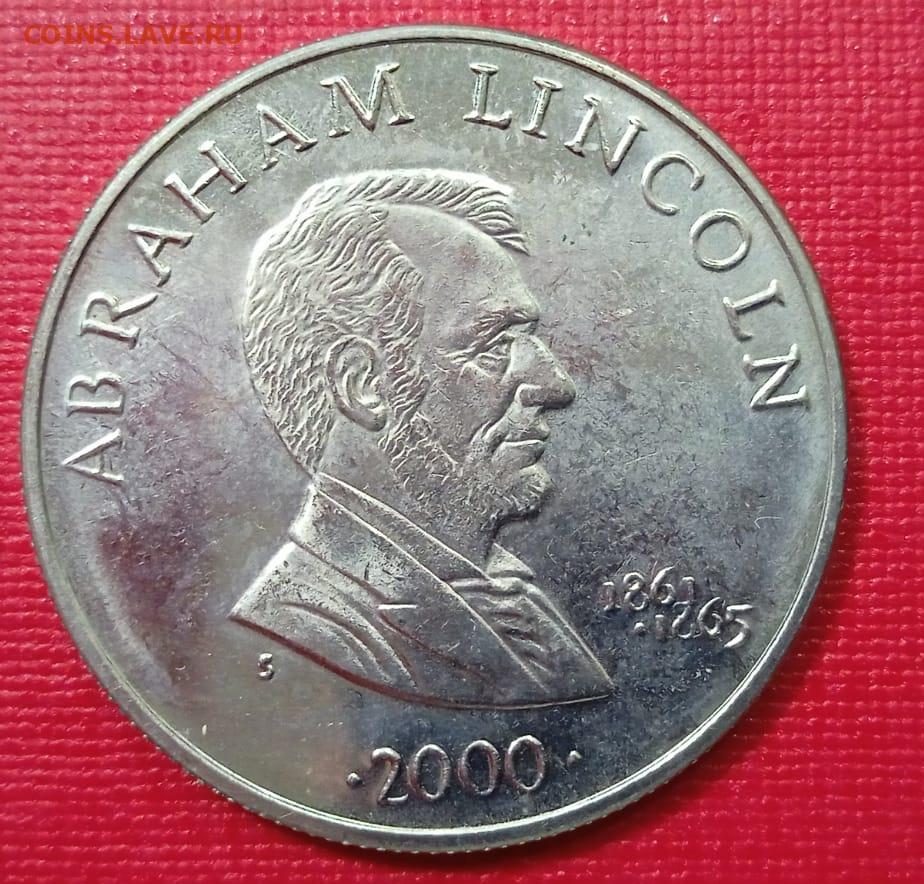 COINS.LAVE.RU
ABRAHAM LINCOLN
1861
·1865
S
·2000·